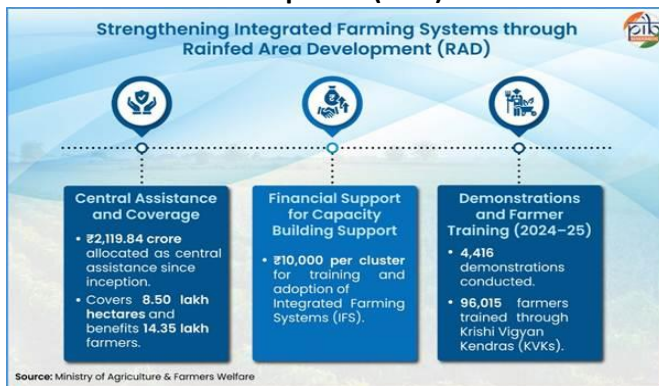 Strengthening Integrated Farming Systems through
Rainfed Area Development (RAD)
pib
Central Assistance
and Coverage
• ₹2,119.84 crore
allocated as central
assistance since
inception.
• Covers 8.50 lakh
hectares and
benefits 14.35 lakh
farmers.
Financial Support
for Capacity
Building Support
• ₹10,000 per cluster
for training and
adoption of
Integrated Farming
Systems (IFS).
Demonstrations
and Farmer
Training (2024–25)
• 4,416
demonstrations
conducted.
• 96,015 farmers
trained through
Krishi Vigyan
Kendras (KVKs).
Source: Ministry of Agriculture & Farmers Welfare